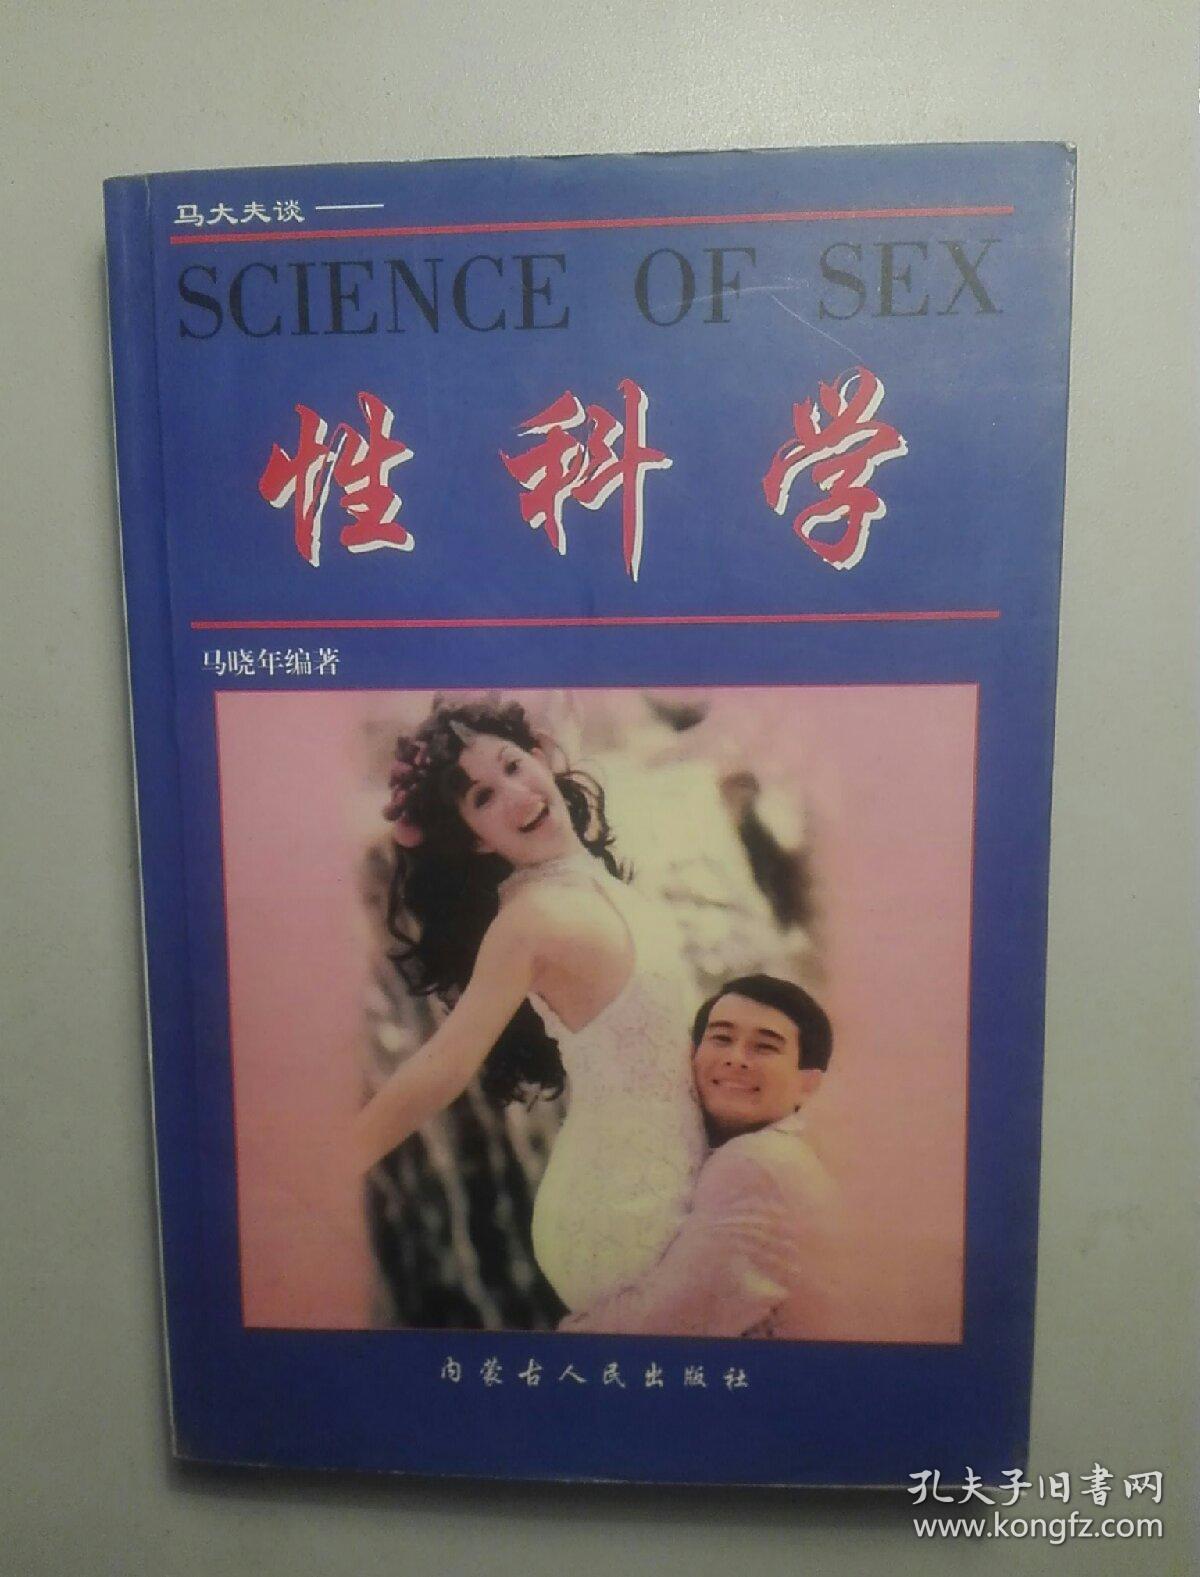 马大夫谈——
SCIENCE OF SEX
性科学
马晓年编著
内蒙古人民出版社
孔夫子旧书网
www.kongfz.com